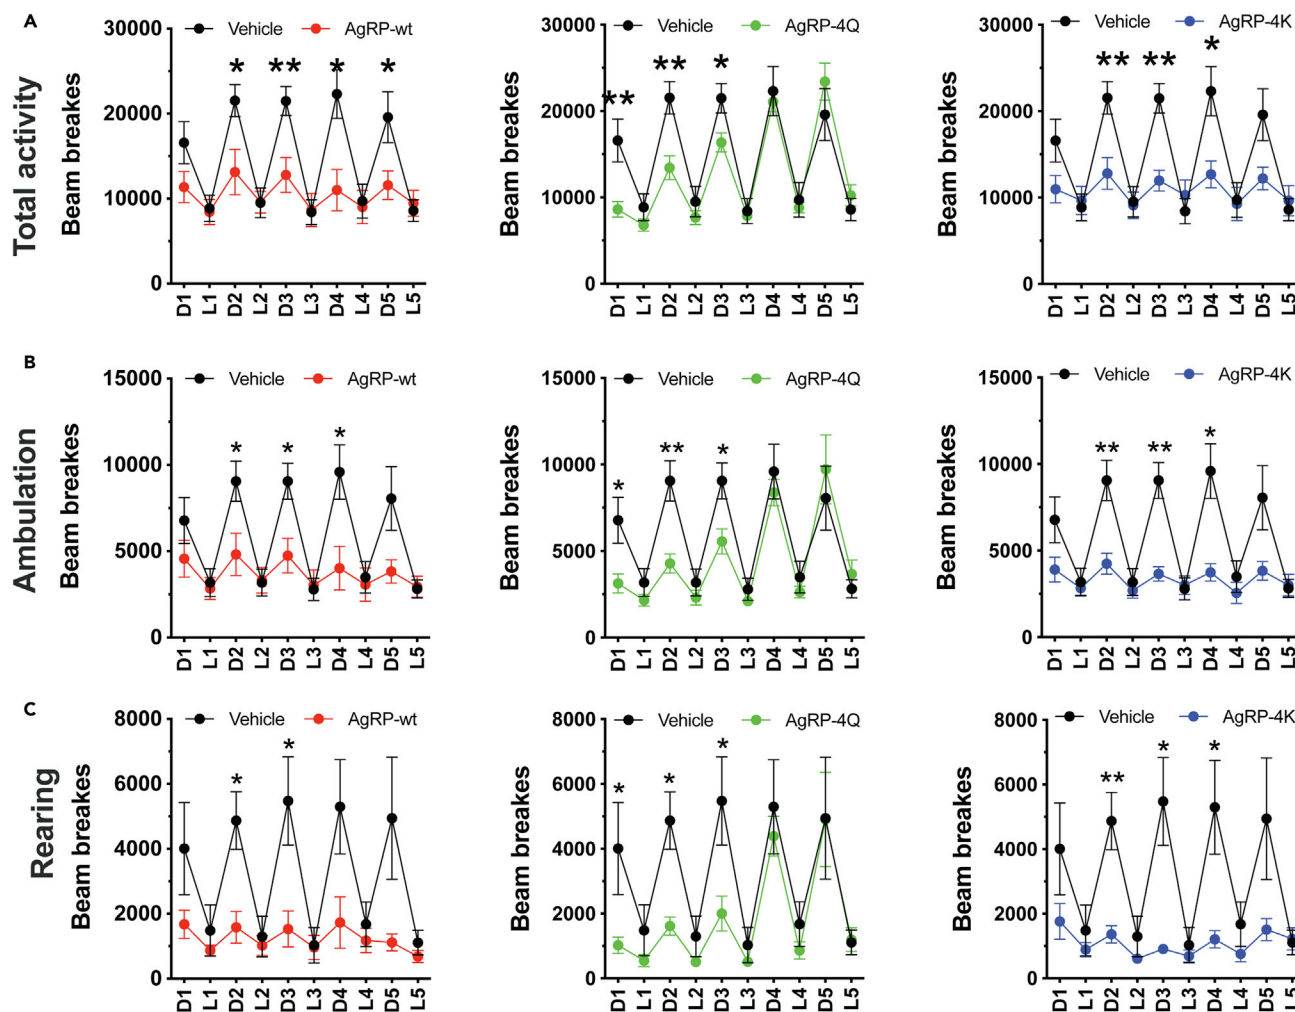 A
Total activity
Beam breakes
Vehicle AgRP-wt
30000
20000
10000
0
* ** * *
D1 L1 D2 L2 D3 L3 D4 L4 D5 L5
Beam breakes
Vehicle AgRP-4Q
30000
20000
10000
0
** ** *
D1 L1 D2 L2 D3 L3 D4 L4 D5 L5
Beam breakes
Vehicle AgRP-4K
30000
20000
10000
0
** ** *
D1 L1 D2 L2 D3 L3 D4 L4 D5 L5
B
Ambulation
Beam breakes
Vehicle AgRP-wt
15000
10000
5000
0
* * *
D1 L1 D2 L2 D3 L3 D4 L4 D5 L5
Beam breakes
Vehicle AgRP-4Q
15000
10000
5000
0
* ** *
D1 L1 D2 L2 D3 L3 D4 L4 D5 L5
Beam breakes
Vehicle AgRP-4K
15000
10000
5000
0
** ** *
D1 L1 D2 L2 D3 L3 D4 L4 D5 L5
C
Rearing
Beam breakes
Vehicle AgRP-wt
8000
6000
4000
2000
0
* *
D1 L1 D2 L2 D3 L3 D4 L4 D5 L5
Beam breakes
Vehicle AgRP-4Q
8000
6000
4000
2000
0
* * *
D1 L1 D2 L2 D3 L3 D4 L4 D5 L5
Beam breakes
Vehicle AgRP-4K
8000
6000
4000
2000
0
** * *
D1 L1 D2 L2 D3 L3 D4 L4 D5 L5